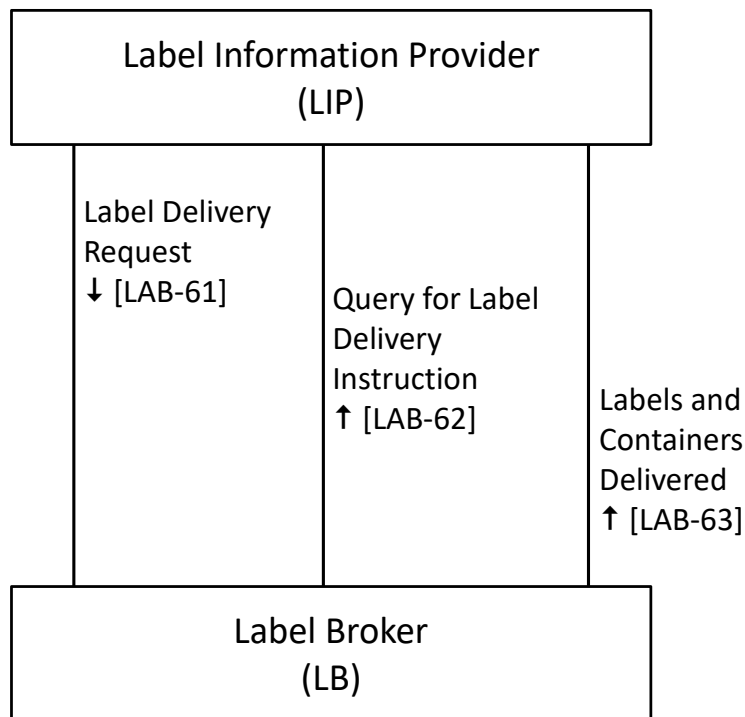 Label Information Provider
(LIP)
Label Delivery
Request
↓ [LAB-61]
Query for Label
Delivery
Instruction
↑ [LAB-62]
Labels and
Containers
Delivered
↑ [LAB-63]
Label Broker
(LB)